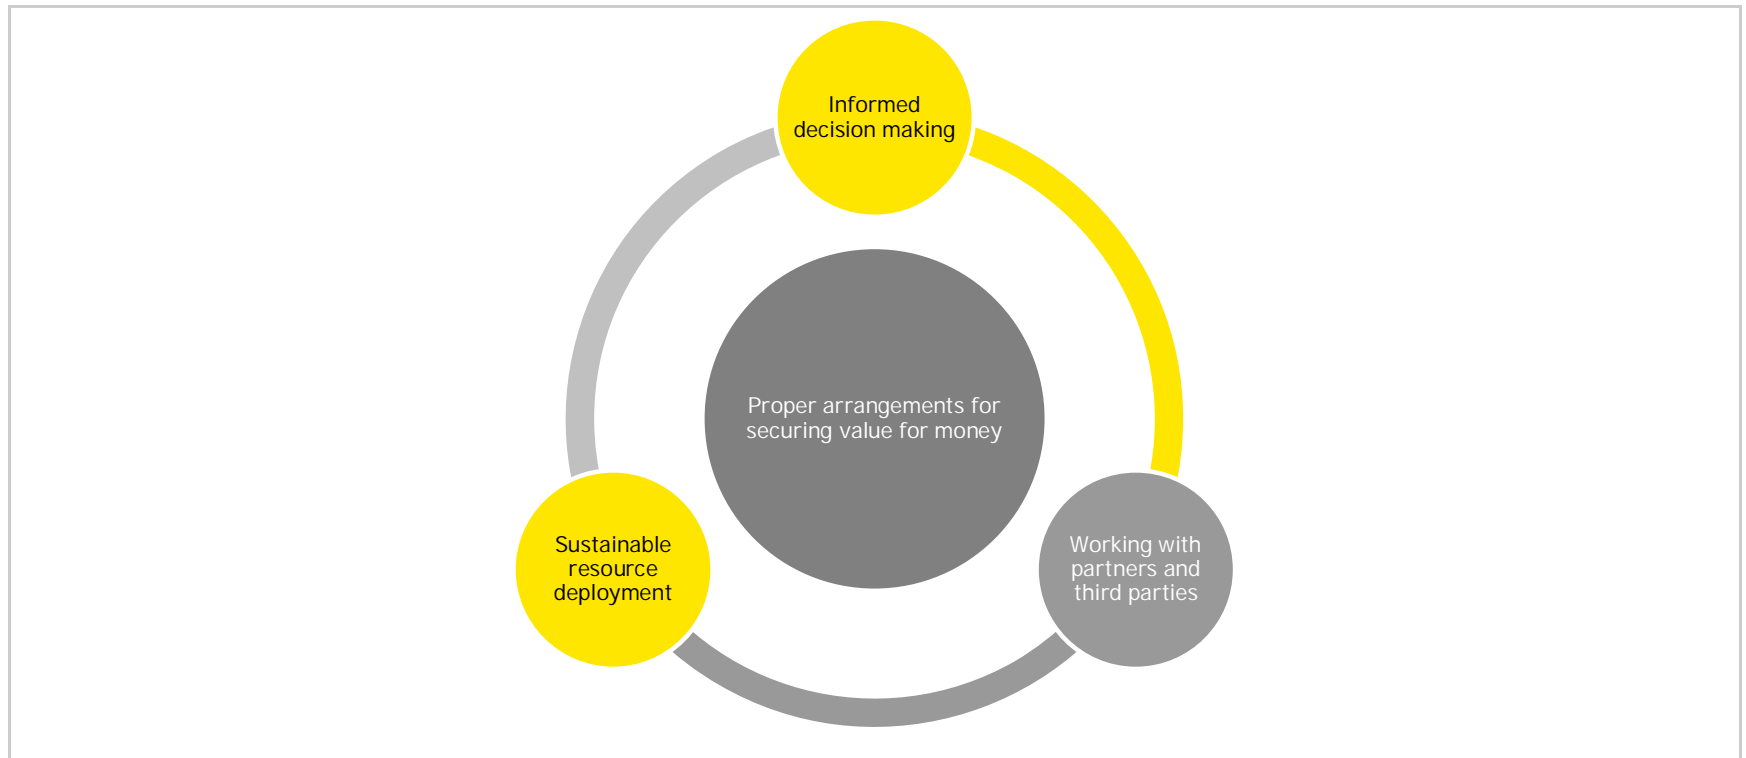 Informed
decision making
Proper arrangements for
securing value for money
Sustainable
resource
deployment
Working with
partners and
third parties